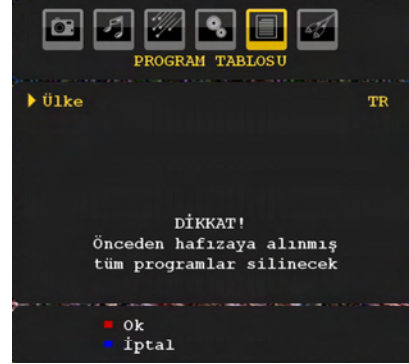 PROGRAM TABLOSU
Ülke TR
DİKKAT!
Önceden hafızaya alınmış
tüm programlar silinecek
Ok
İptal